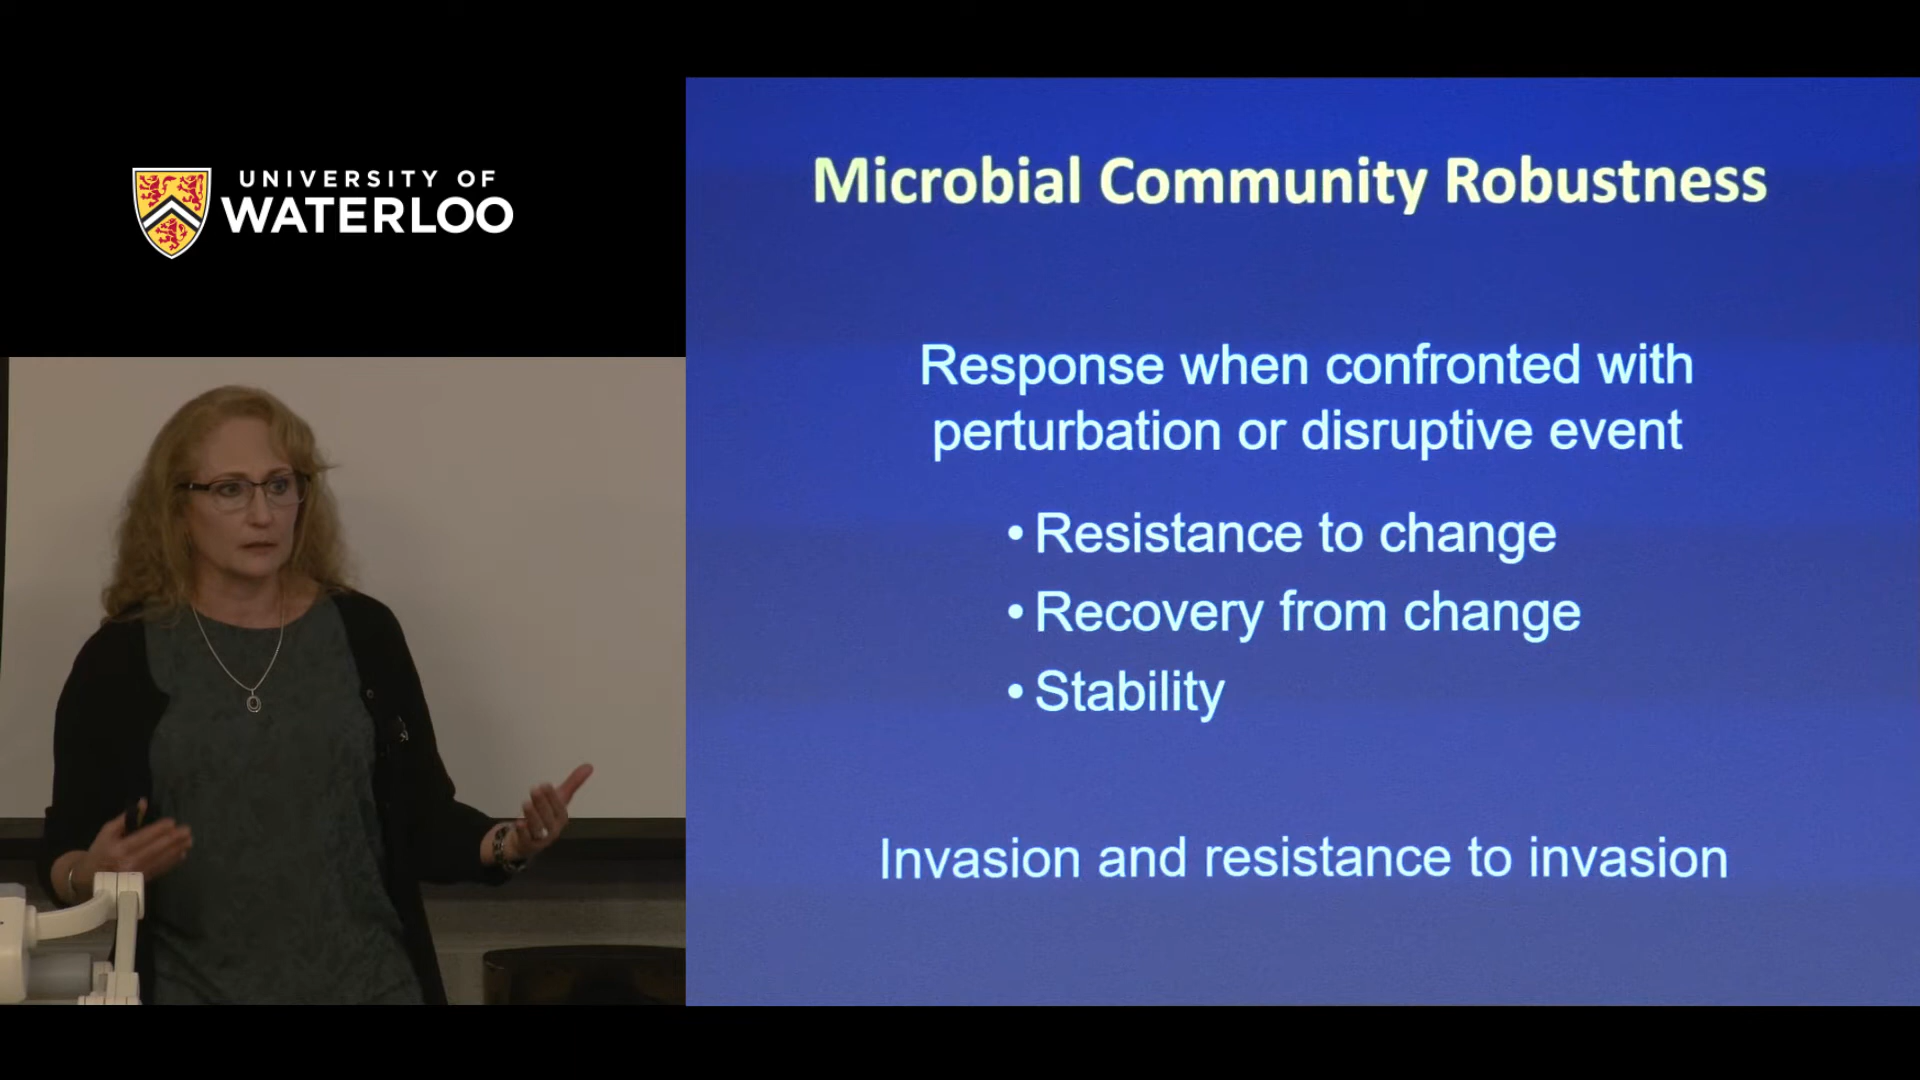 UNIVERSITY OF
WATERLOO
Microbial Community Robustness
Response when confronted with
perturbation or disruptive event
• Resistance to change
• Recovery from change
• Stability
Invasion and resistance to invasion